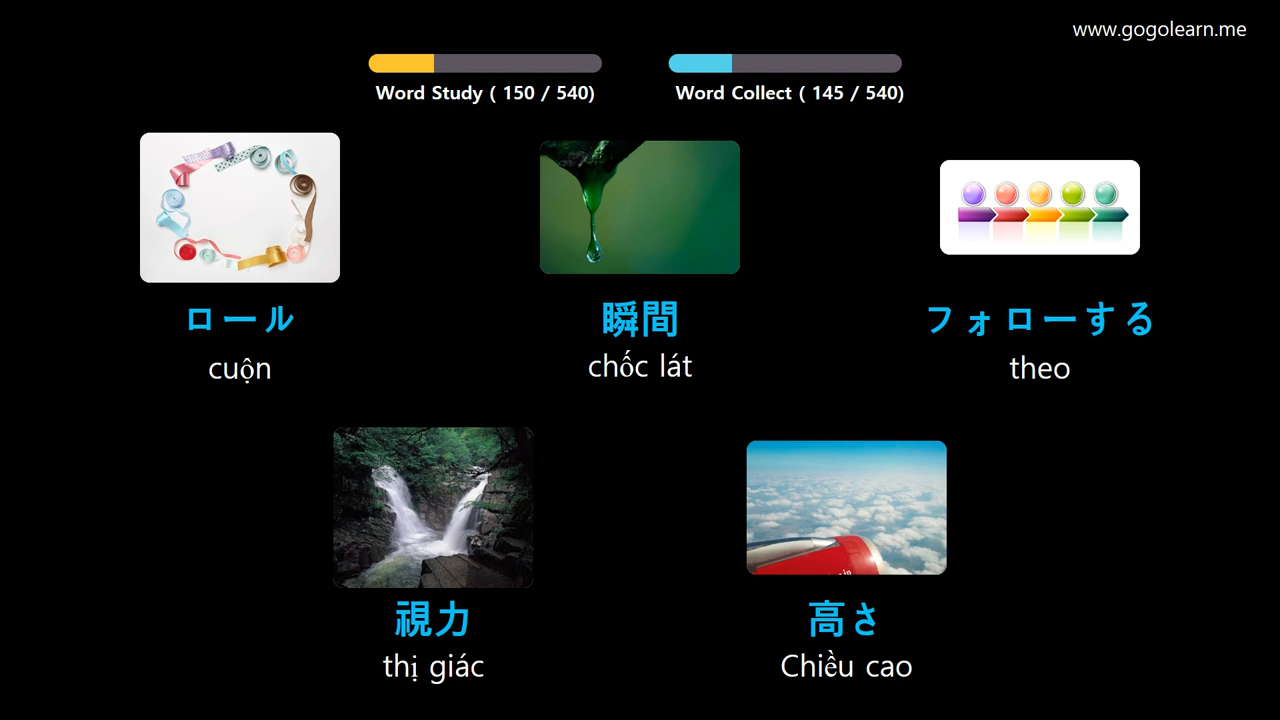 www.gogolearn.me
Word Study ( 150 / 540)
Word Collect ( 145 / 540)
ロール
cuộn
瞬間
chốc lát
フォローする
theo
視力
thị giác
高さ
Chiều cao